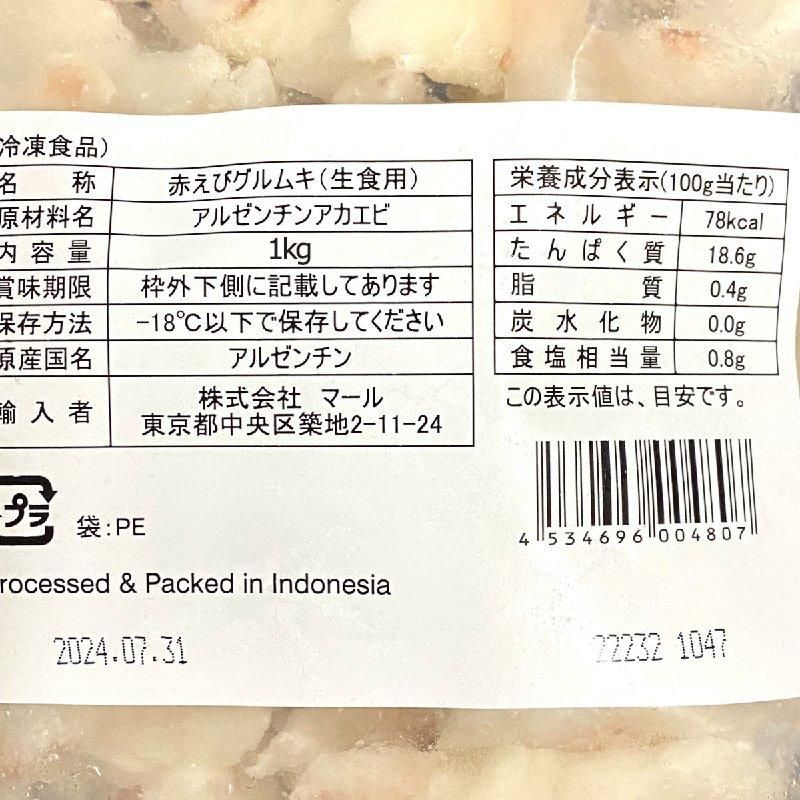 冷凍食品)
名称 赤えびグルムキ(生食用)
原材料名 アルゼンチンアカエビ
内容量 1kg
賞味期限 枠外下側に記載してあります
保存方法 -18℃以下で保存してください
原産国名 アルゼンチン
輸入者 株式会社 マール
東京都中央区築地2-11-24
栄養成分表示(100g当たり)
エネルギー 78kcal
たんぱく質 18.6g
脂質 0.4g
炭水化物 0.0g
食塩相当量 0.8g
この表示値は、目安です。
プラ
袋:PE
4 534696 004807
rocessed & Packed in Indonesia
2024.07.31
22232 1047